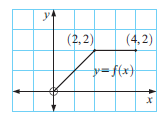 y
(2, 2)
(4, 2)
y = f(x)
x